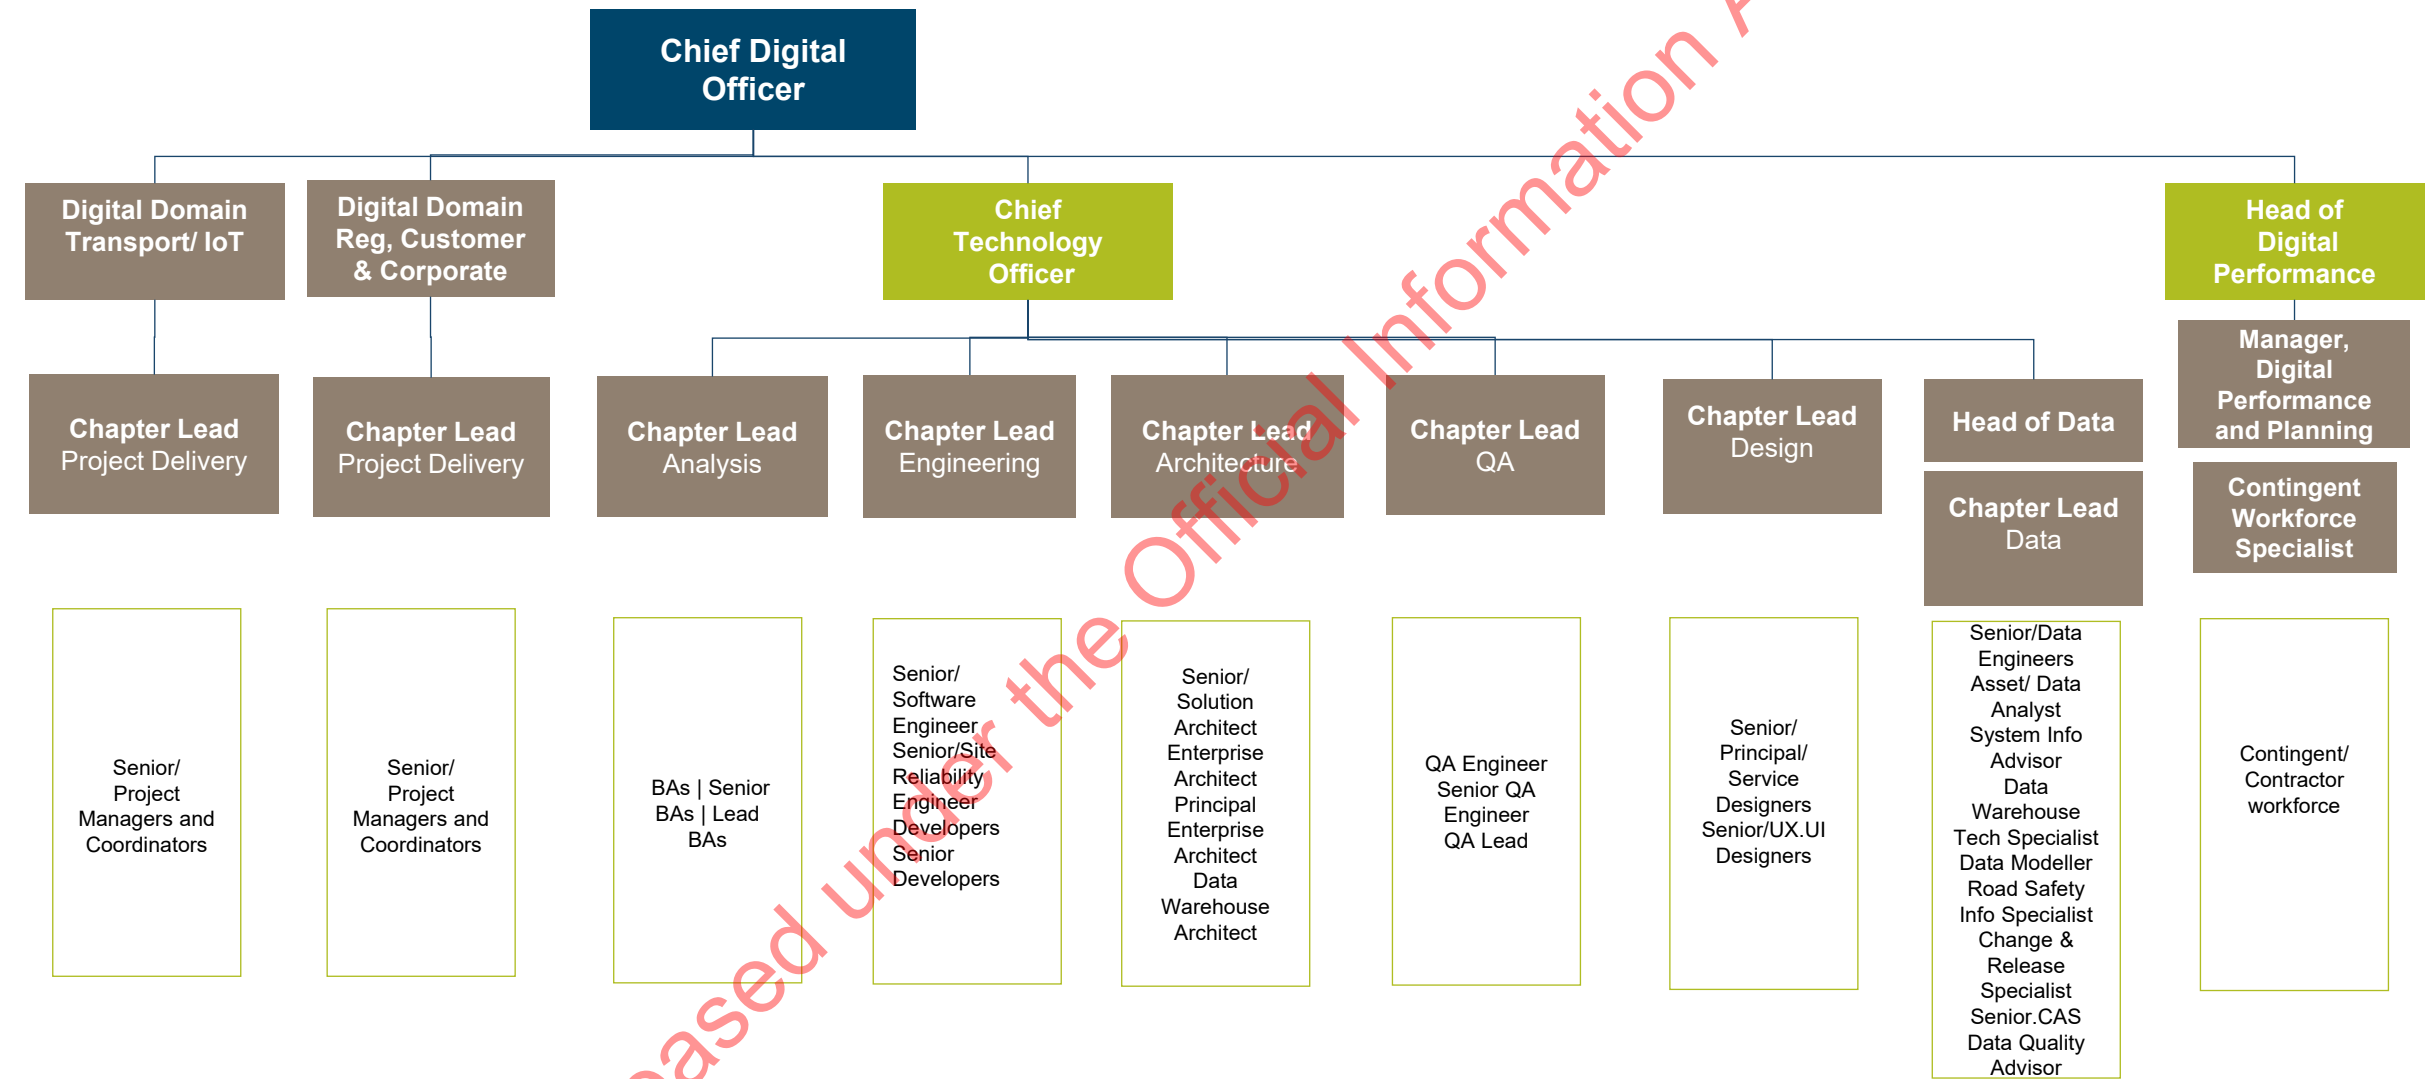 Chief Digital
Officer
Digital Domain
Transport/ IoT
Digital Domain
Reg, Customer
& Corporate
Chief
Technology
Officer
Head of
Digital
Performance
Chapter Lead
Project Delivery
Chapter Lead
Project Delivery
Chapter Lead
Analysis
Chapter Lead
Engineering
Chapter Lead
Architecture
Chapter Lead
QA
Chapter Lead
Design
Head of Data
Chapter Lead
Data
Manager,
Digital
Performance
and Planning
Contingent
Workforce
Specialist
Senior/
Project
Managers and
Coordinators
Senior/
Project
Managers and
Coordinators
BAs | Senior
BAs | Lead
BAs
Senior/
Software
Engineer
Senior/Site
Reliability
Engineer
Developers
Senior
Developers
Senior/
Solution
Architect
Enterprise
Architect
Principal
Enterprise
Architect
Data
Warehouse
Architect
QA Engineer
Senior QA
Engineer
QA Lead
Senior/
Principal/
Service
Designers
Senior/UX.UI
Designers
Senior/Data
Engineers
Asset/ Data
Analyst
System Info
Advisor
Data
Warehouse
Tech Specialist
Data Modeller
Road Safety
Info Specialist
Change &
Release
Specialist
Senior.CAS
Data Quality
Advisor
Contingent/
Contractor
workforce
under the Official Information